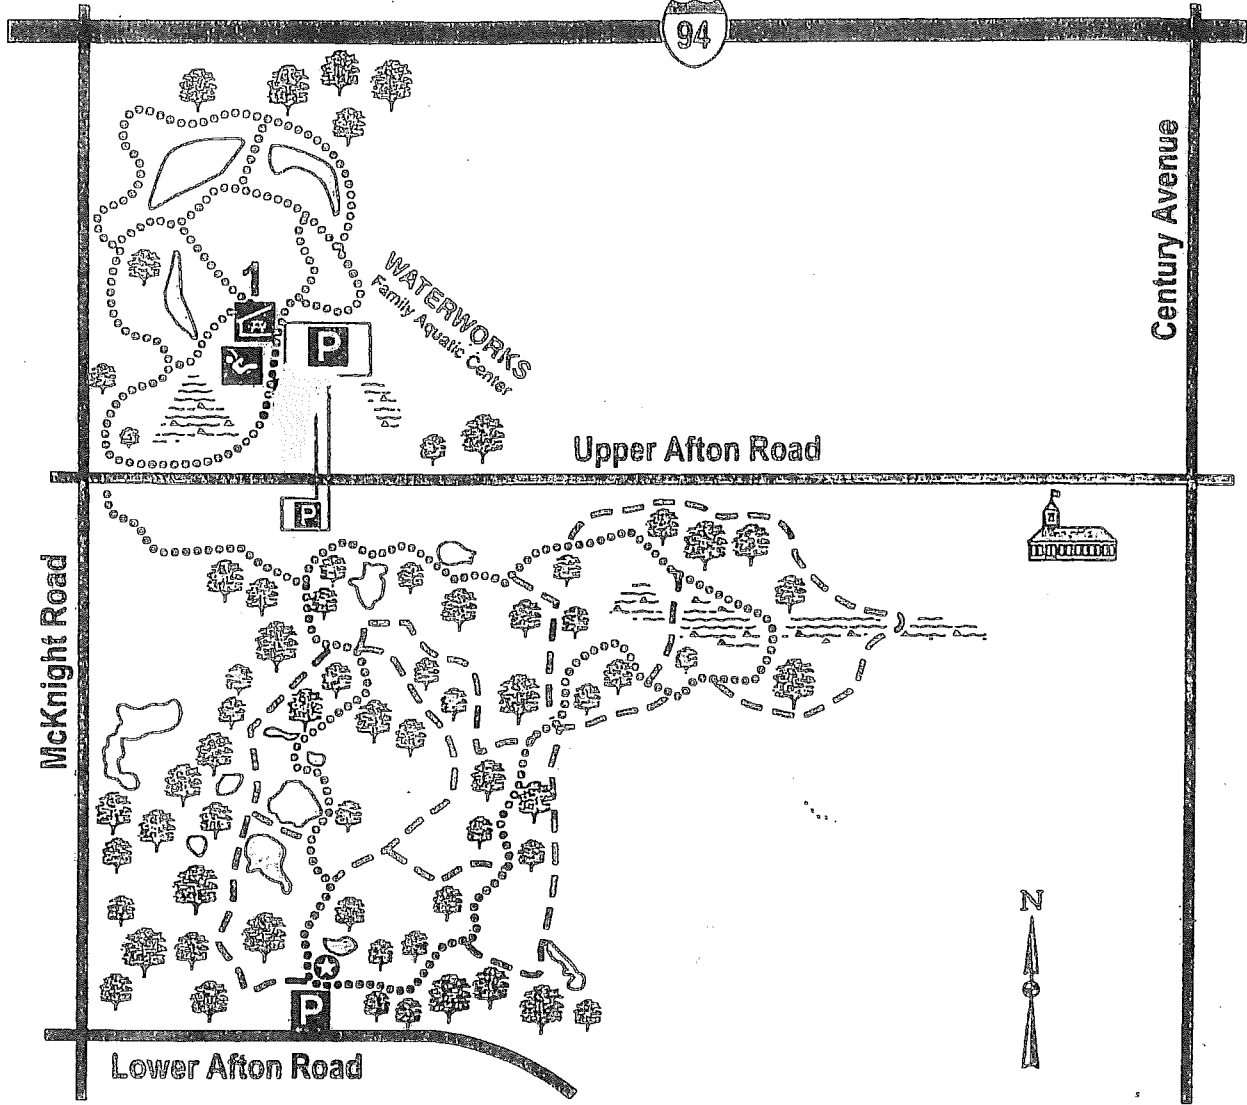 94
Century Avenue
1
WATERWORKS
Family Aquatic Center
P
Upper Afton Road
P
McKnight Road
N
P
Lower Afton Road